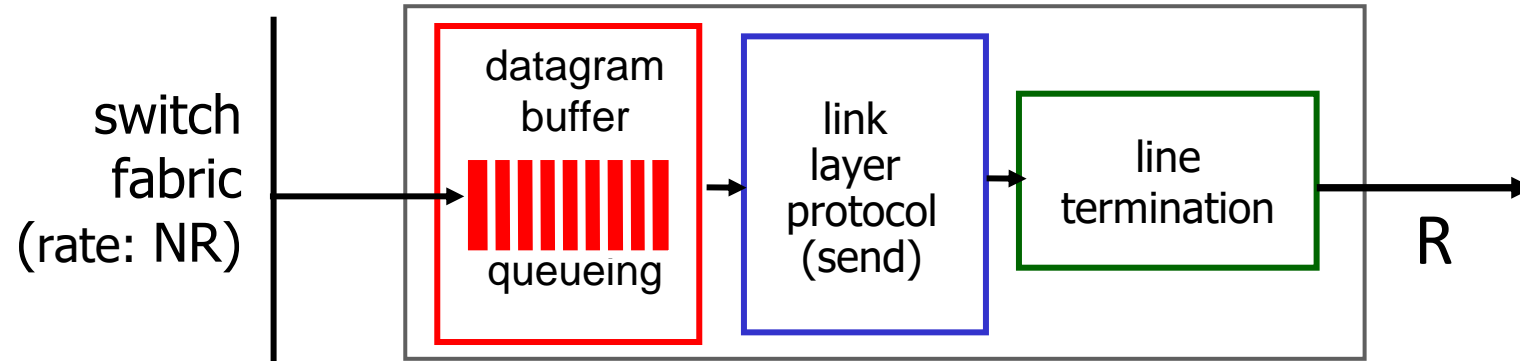 switch
fabric
(rate: NR)
datagram
buffer
queueing
link
layer
protocol
(send)
line
termination
R